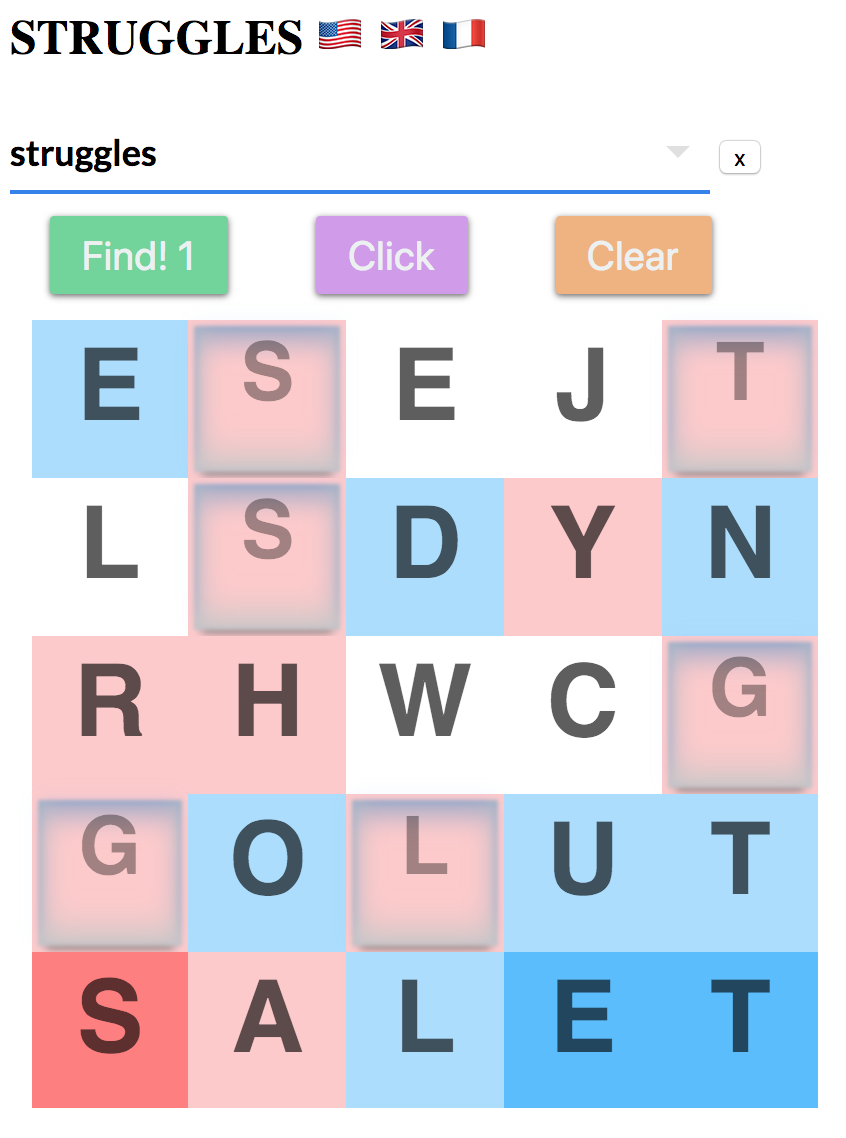 STRUGGLES 🇺🇸 🇬🇧 🇫🇷
struggles x
Find! 1 Click Clear
E S E J T
L S D Y N
R H W C G
G O L U T
S A L E T